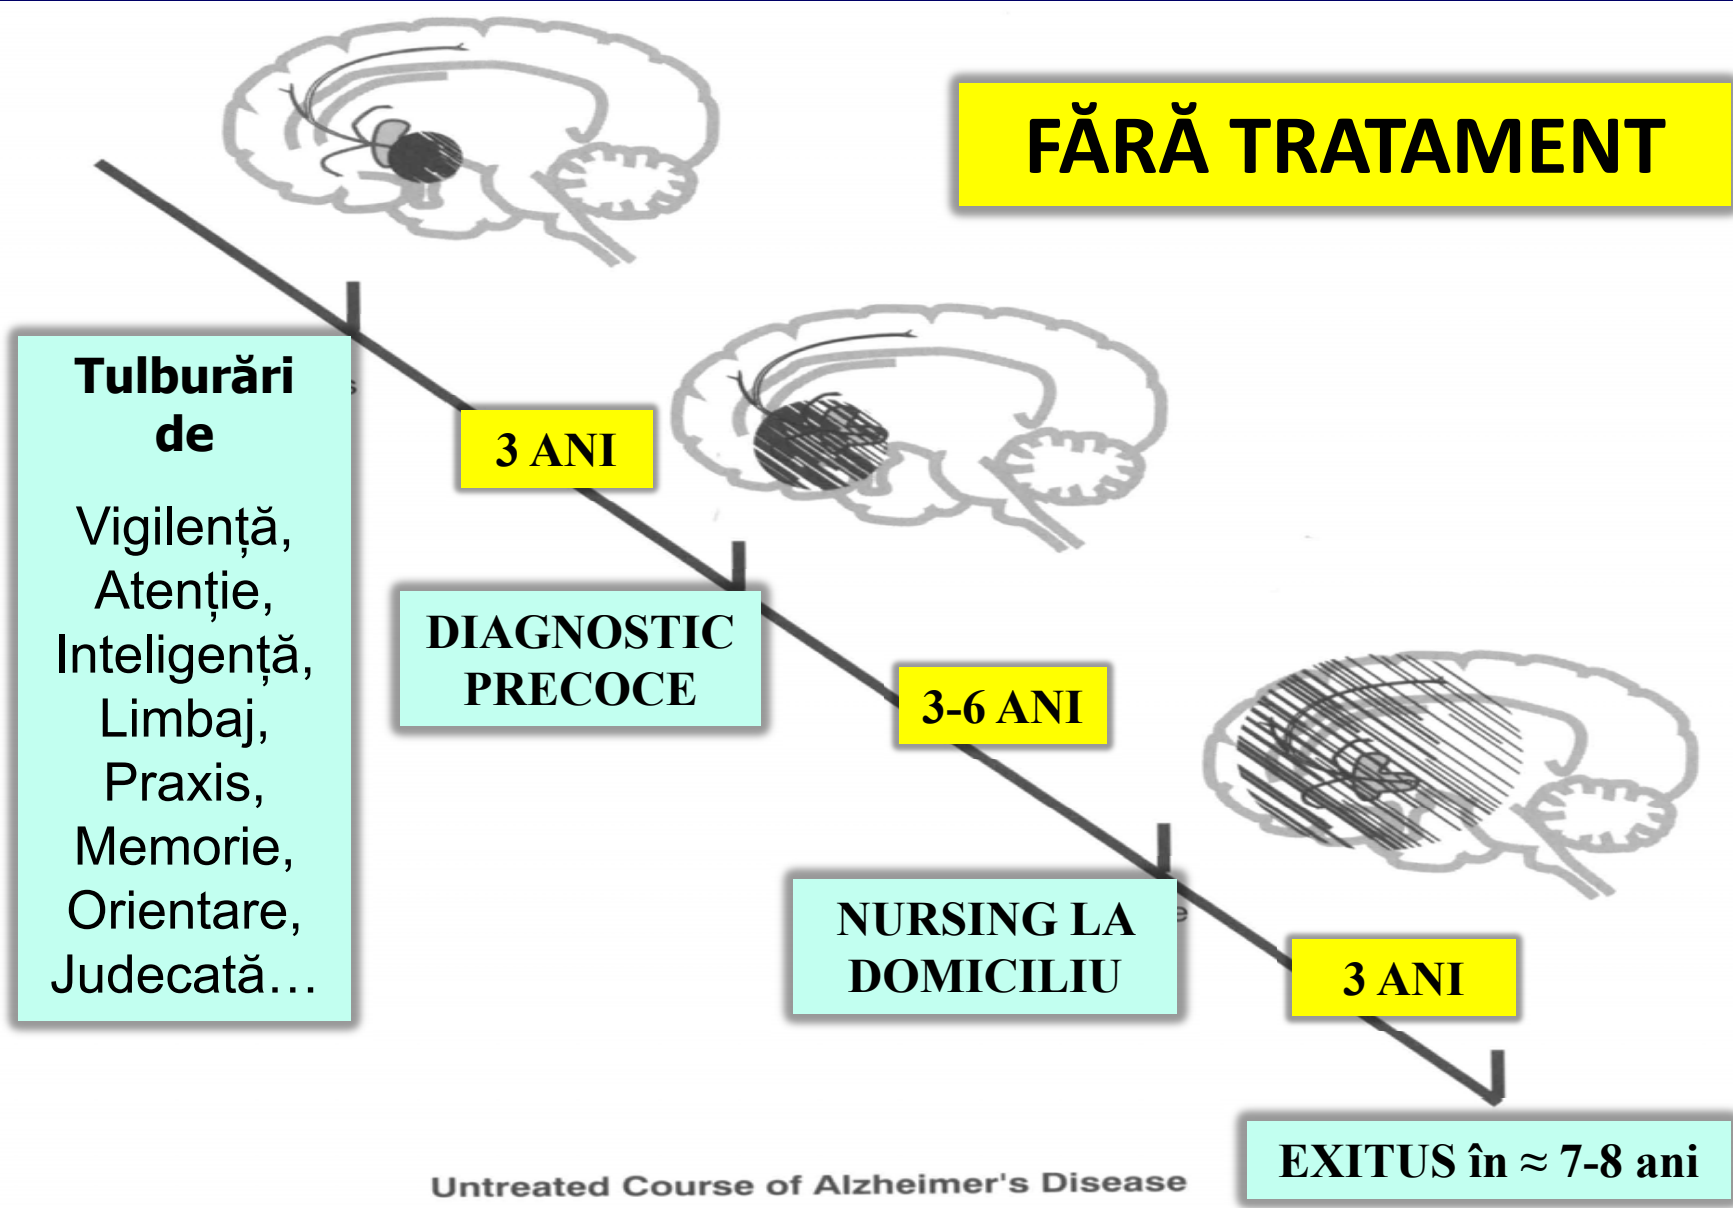 FĂRĂ TRATAMENT
Tulburări
de
Vigilență,
Atenție,
Inteligență,
Limbaj,
Praxis,
Memorie,
Orientare,
Judecată…
3 ANI
DIAGNOSTIC
PRECOCE
3-6 ANI
NURSING LA
DOMICILIU
3 ANI
EXITUS în ≈ 7-8 ani
Untreated Course of Alzheimer's Disease